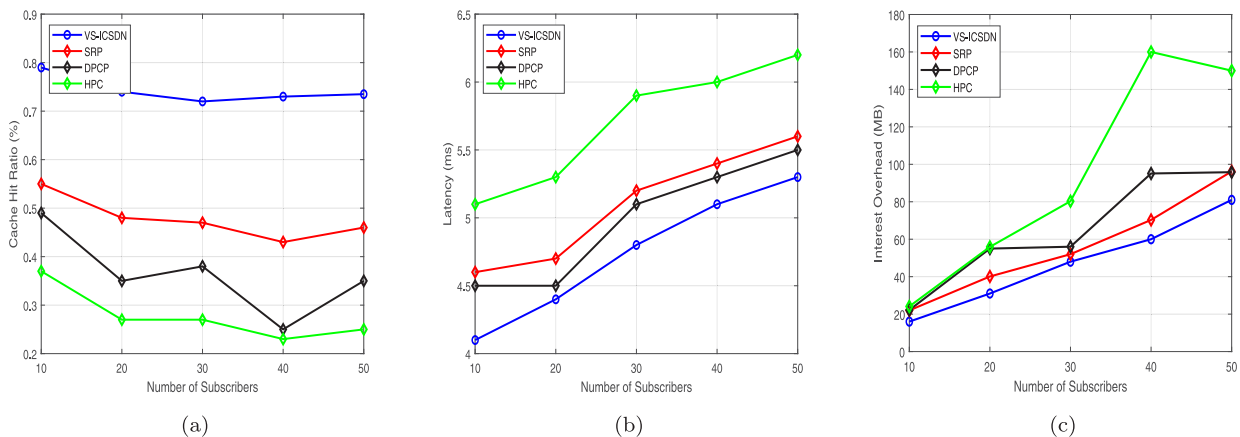 0.9
0.8
0.7
0.6
0.5
0.4
0.3
0.2
Cache Hit Ratio (%)
VS-ICSDN
SRP
DPCP
HPC
10 20 30 40 50
Number of Subscribers
(a)
6.5
6
5.5
5
4.5
4
Latency (ms)
VS-ICSDN
SRP
DPCP
HPC
10 20 30 40 50
Number of Subscribers
(b)
180
160
140
120
100
80
60
40
20
0
Interest Overhead (MB)
VS-ICSDN
SRP
DPCP
HPC
10 20 30 40 50
Number of Subscribers
(c)